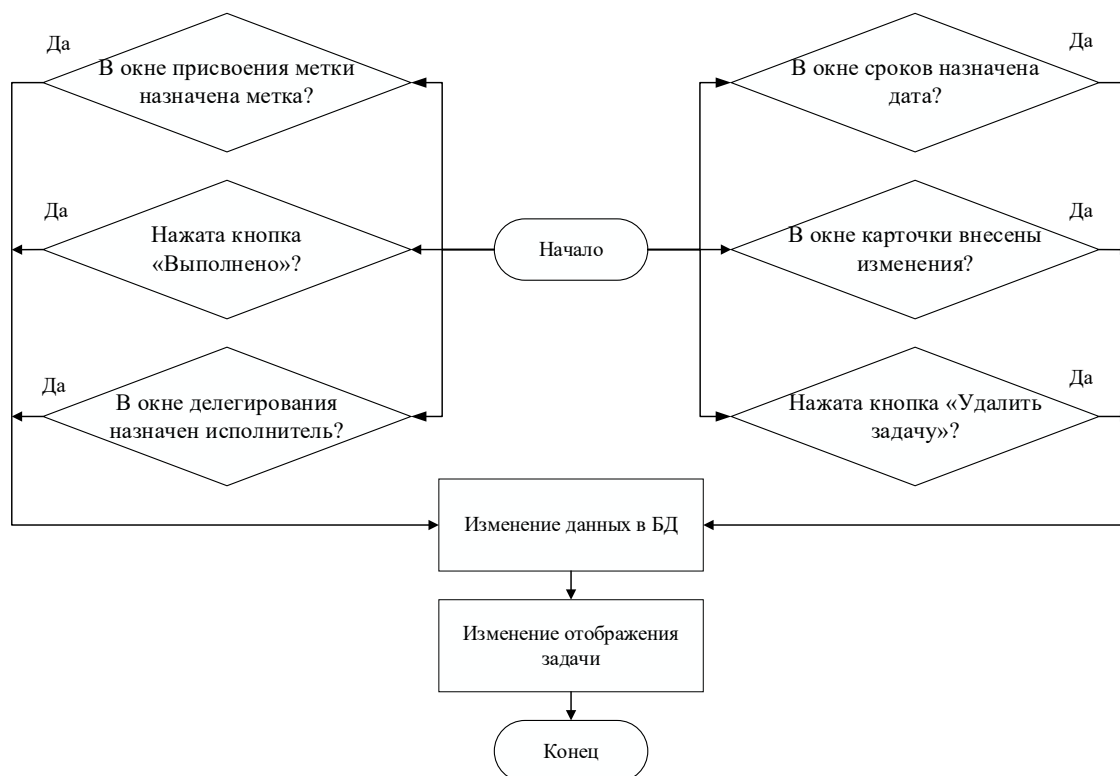 Да
В окне присвоения метки
назначена метка?
Да
В окне сроков назначена
дата?
Да
Нажата кнопка
«Выполнено»?
Начало
Да
В окне карточки внесены
изменения?
Да
В окне делегирования
назначен исполнитель?
Да
Нажата кнопка «Удалить
задачу»?
Изменение данных в БД
Изменение отображения
задачи
Конец